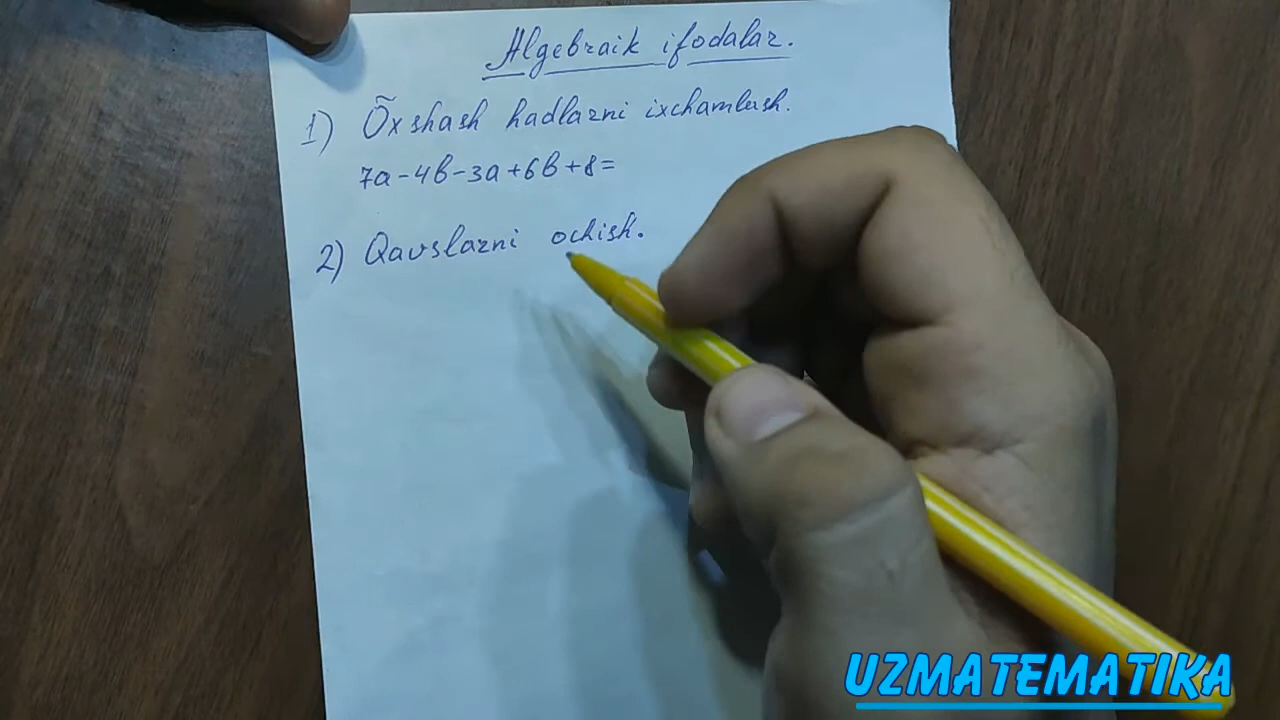 Algebraik ifodalar.
1) Õxshash hadlarni ixchamlash.
7a-4b-3a+6b+8=
2) Qavslarni ochish.
UZMATEMATIKA